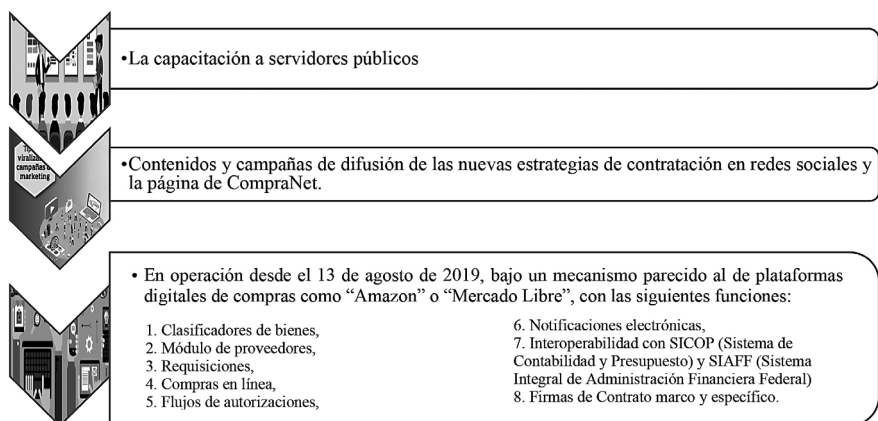 •La capacitación a servidores públicos
viralizar
campañas de
marketing
•Contenidos y campañas de difusión de las nuevas estrategias de contratación en redes sociales y
la página de CompraNet.
• En operación desde el 13 de agosto de 2019, bajo un mecanismo parecido al de plataformas
digitales de compras como “Amazon” o “Mercado Libre”, con las siguientes funciones:
1. Clasificadores de bienes,
2. Módulo de proveedores,
3. Requisiciones,
4. Compras en línea,
5. Flujos de autorizaciones,
6. Notificaciones electrónicas,
7. Interoperabilidad con SICOP (Sistema de
Contabilidad y Presupuesto) y SIAFF (Sistema
Integral de Administración Financiera Federal)
8. Firmas de Contrato marco y específico.